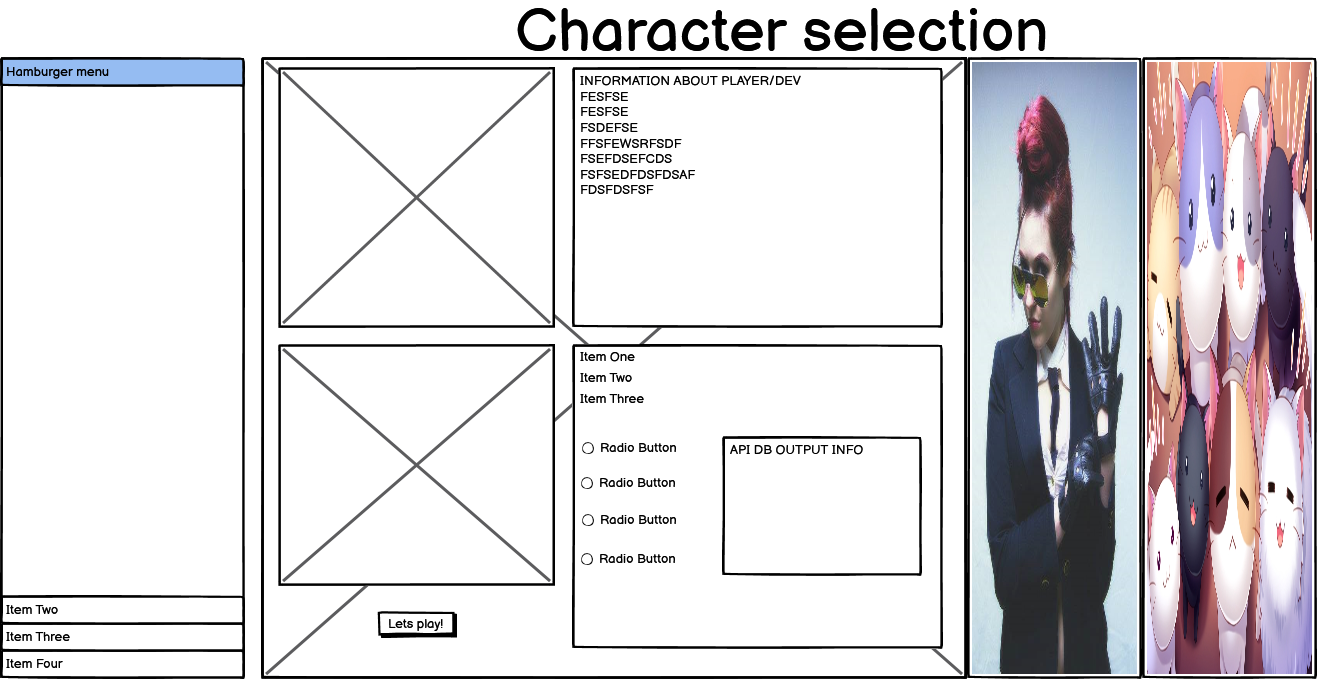 Character selection
Hamburger menu
Item Two
Item Three
Item Four
INFORMATION ABOUT PLAYER/DEV
FESFSE
FESFSE
FSDEFSE
FFSFEWSRFSDF
FSEFDSEFCDS
FSFSEDFDSFDSAF
FDSFDSFSF
Item One
Item Two
Item Three
Radio Button
Radio Button
Radio Button
Radio Button
API DB OUTPUT INFO
Lets play!